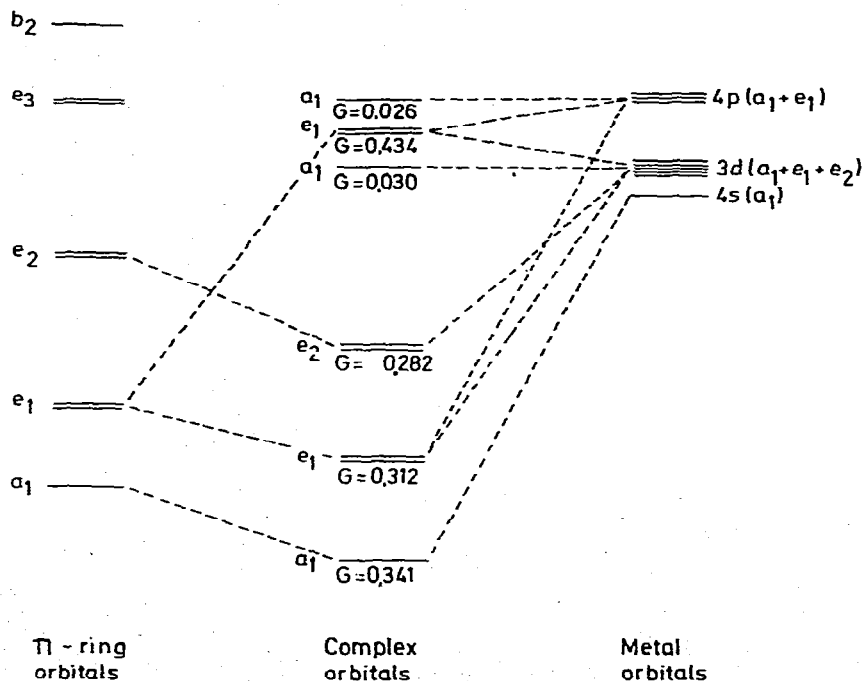 b2
e3
e2
e1
a1
a1
G=0.026
e1
G=0,434
a1
G=0,030
e2
G= 0,282
e1
G=0,312
a1
G=0,341
4p(a1+e1)
3d(a1+e1+e2)
4s(a1)
π - ring
orbitals
Complex
orbitals
Metal
orbitals